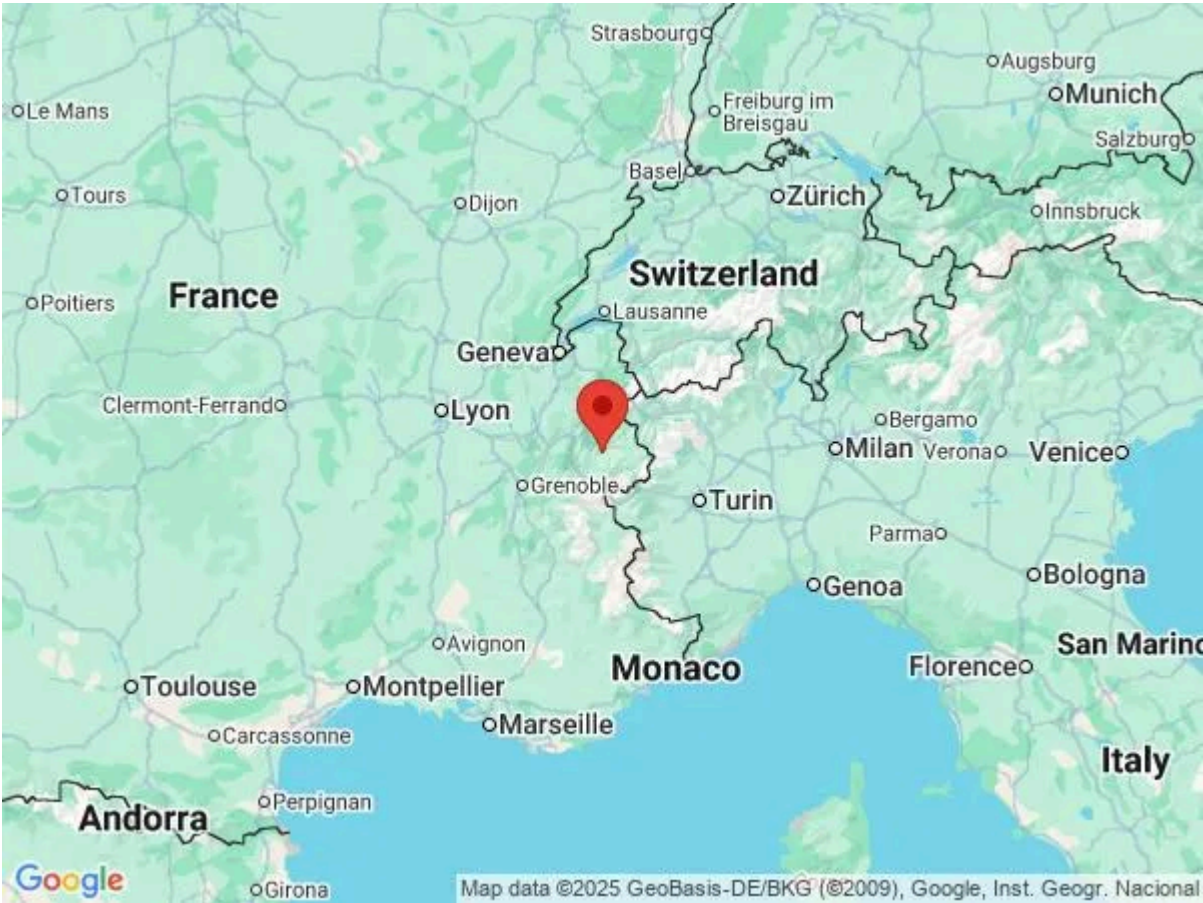 Strasbourg
Augsburg
Munich
Le Mans
Freiburg im
Breisgau
Salzburg
Basel
Tours
Zürich
Dijon
Innsbruck
Switzerland
France
Poitiers
Lausanne
Geneva
Clermont-Ferrand
Lyon
Bergamo
Milan
Verona
Venice
Grenoble
Turin
Parma
Bologna
Genoa
Avignon
San Marino
Monaco
Florence
Toulouse
Montpellier
Marseille
Carcassonne
Italy
Perpignan
Andorra
Google
Girona
Map data ©2025 GeoBasis-DE/BKG (©2009), Google, Inst. Geogr. Nacional